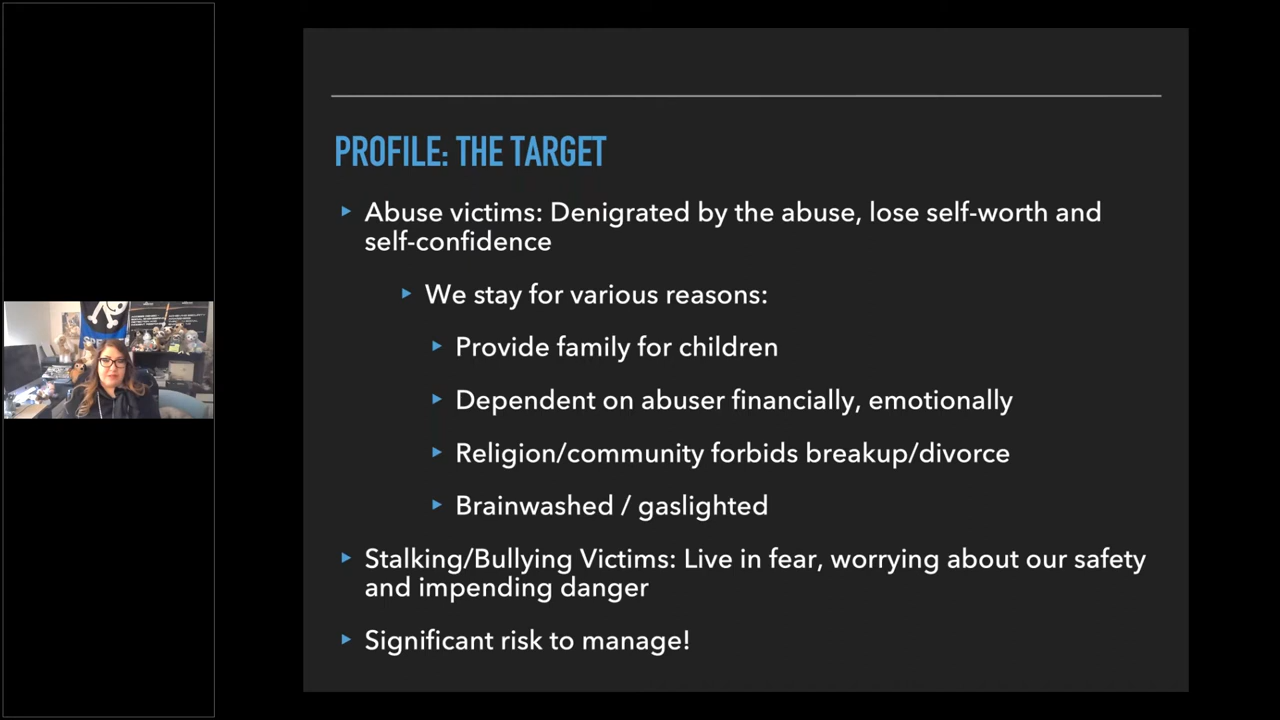 PROFILE: THE TARGET
Abuse victims: Denigrated by the abuse, lose self-worth and
self-confidence
We stay for various reasons:
Provide family for children
Dependent on abuser financially, emotionally
Religion/community forbids breakup/divorce
Brainwashed / gaslighted
Stalking/Bullying Victims: Live in fear, worrying about our safety
and impending danger
Significant risk to manage!